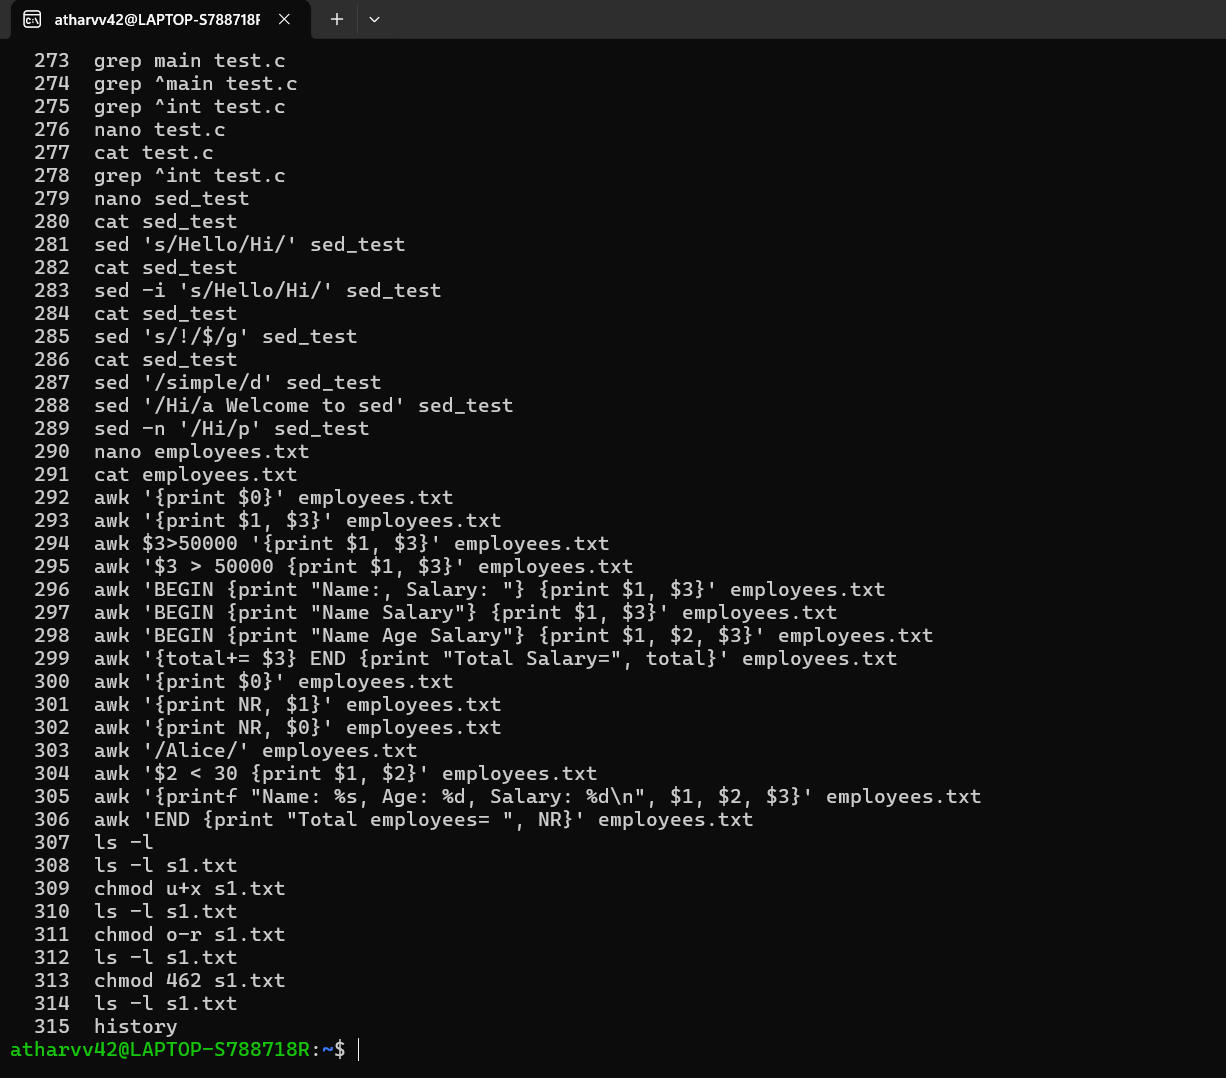 atharvv42@LAPTOP-S788718R
273 grep main test.c
274 grep ^main test.c
275 grep ^int test.c
276 nano test.c
277 cat test.c
278 grep ^int test.c
279 nano sed_test
280 cat sed_test
281 sed 's/Hello/Hi/' sed_test
282 cat sed_test
283 sed -i 's/Hello/Hi/' sed_test
284 cat sed_test
285 sed 's/!/$/g' sed_test
286 cat sed_test
287 sed '/simple/d' sed_test
288 sed '/Hi/a Welcome to sed' sed_test
289 sed -n '/Hi/p' sed_test
290 nano employees.txt
291 cat employees.txt
292 awk '{print $0}' employees.txt
293 awk '{print $1, $3}' employees.txt
294 awk $3>50000 '{print $1, $3}' employees.txt
295 awk '$3 > 50000 {print $1, $3}' employees.txt
296 awk 'BEGIN {print "Name:, Salary: "} {print $1, $3}' employees.txt
297 awk 'BEGIN {print "Name Salary"} {print $1, $3}' employees.txt
298 awk 'BEGIN {print "Name Age Salary"} {print $1, $2, $3}' employees.txt
299 awk '{total+= $3} END {print "Total Salary=", total}' employees.txt
300 awk '{print $0}' employees.txt
301 awk '{print NR, $1}' employees.txt
302 awk '{print NR, $0}' employees.txt
303 awk '/Alice/' employees.txt
304 awk '$2 < 30 {print $1, $2}' employees.txt
305 awk '{printf "Name: %s, Age: %d, Salary: %d\n", $1, $2, $3}' employees.txt
306 awk 'END {print "Total employees= ", NR}' employees.txt
307 ls -l
308 ls -l s1.txt
309 chmod u+x s1.txt
310 ls -l s1.txt
311 chmod o-r s1.txt
312 ls -l s1.txt
313 chmod 462 s1.txt
314 ls -l s1.txt
315 history
atharvv42@LAPTOP-S788718R:~$